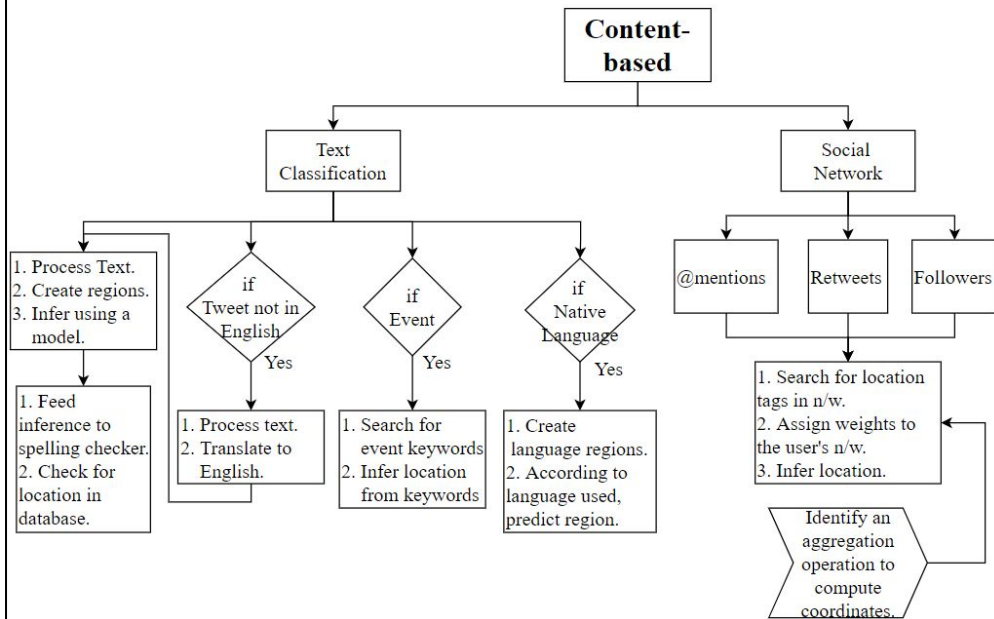 Content-
based
Text
Classification
Social
Network
1. Process Text.
2. Create regions.
3. Infer using a
model.
if
Tweet not in
English
Yes
if
Event
Yes
if
Native
Language
Yes
@mentions
Retweets
Followers
1. Feed
inference to
spelling checker.
2. Check for
location in
database.
1. Process text.
2. Translate to
English.
1. Search for
event keywords
2. Infer location
from keywords
1. Create
language regions.
2. According to
language used,
predict region.
1. Search for location
tags in n/w.
2. Assign weights to
the user's n/w.
3. Infer location.
Identify an
aggregation
operation to
compute
coordinates.